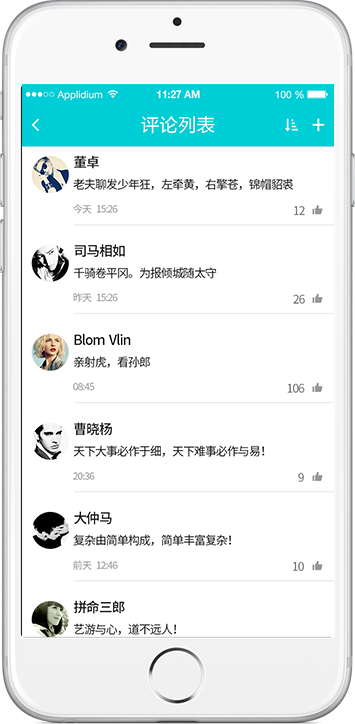 Applidium 11:27 AM 100 %
评论列表
董卓
老夫聊发少年狂，左牵黄，右擎苍，锦帽貂裘
今天 15:26 12
司马相如
千骑卷平冈。为报倾城随太守
昨天 15:26 26
Blom Vlin
亲射虎，看孙郎
08:45 106
曹晓杨
天下大事必作于细，天下难事必作与易！
20:36 9
大仲马
复杂由简单构成，简单丰富复杂！
前天 12:46 10
拼命三郎
艺游与心，道不远人！